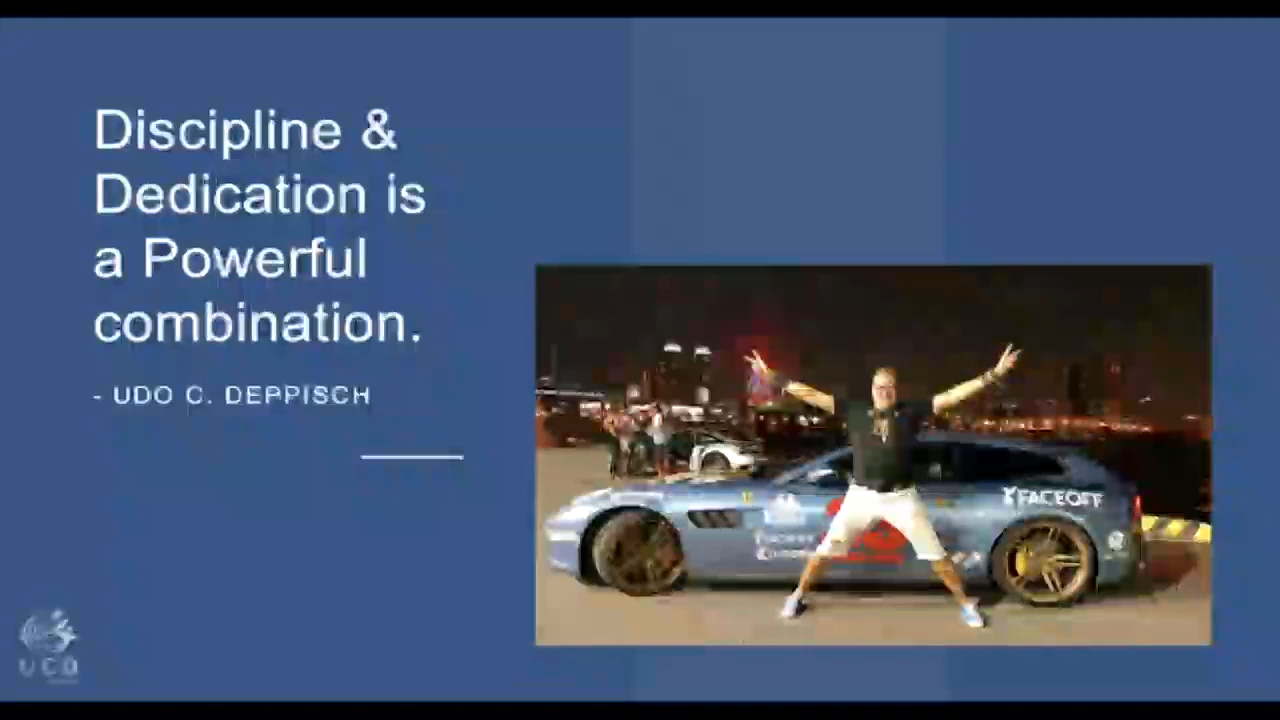 Discipline &
Dedication is
a Powerful
combination.
- UDO C. DEPPISCH
FACEOFF
UCD